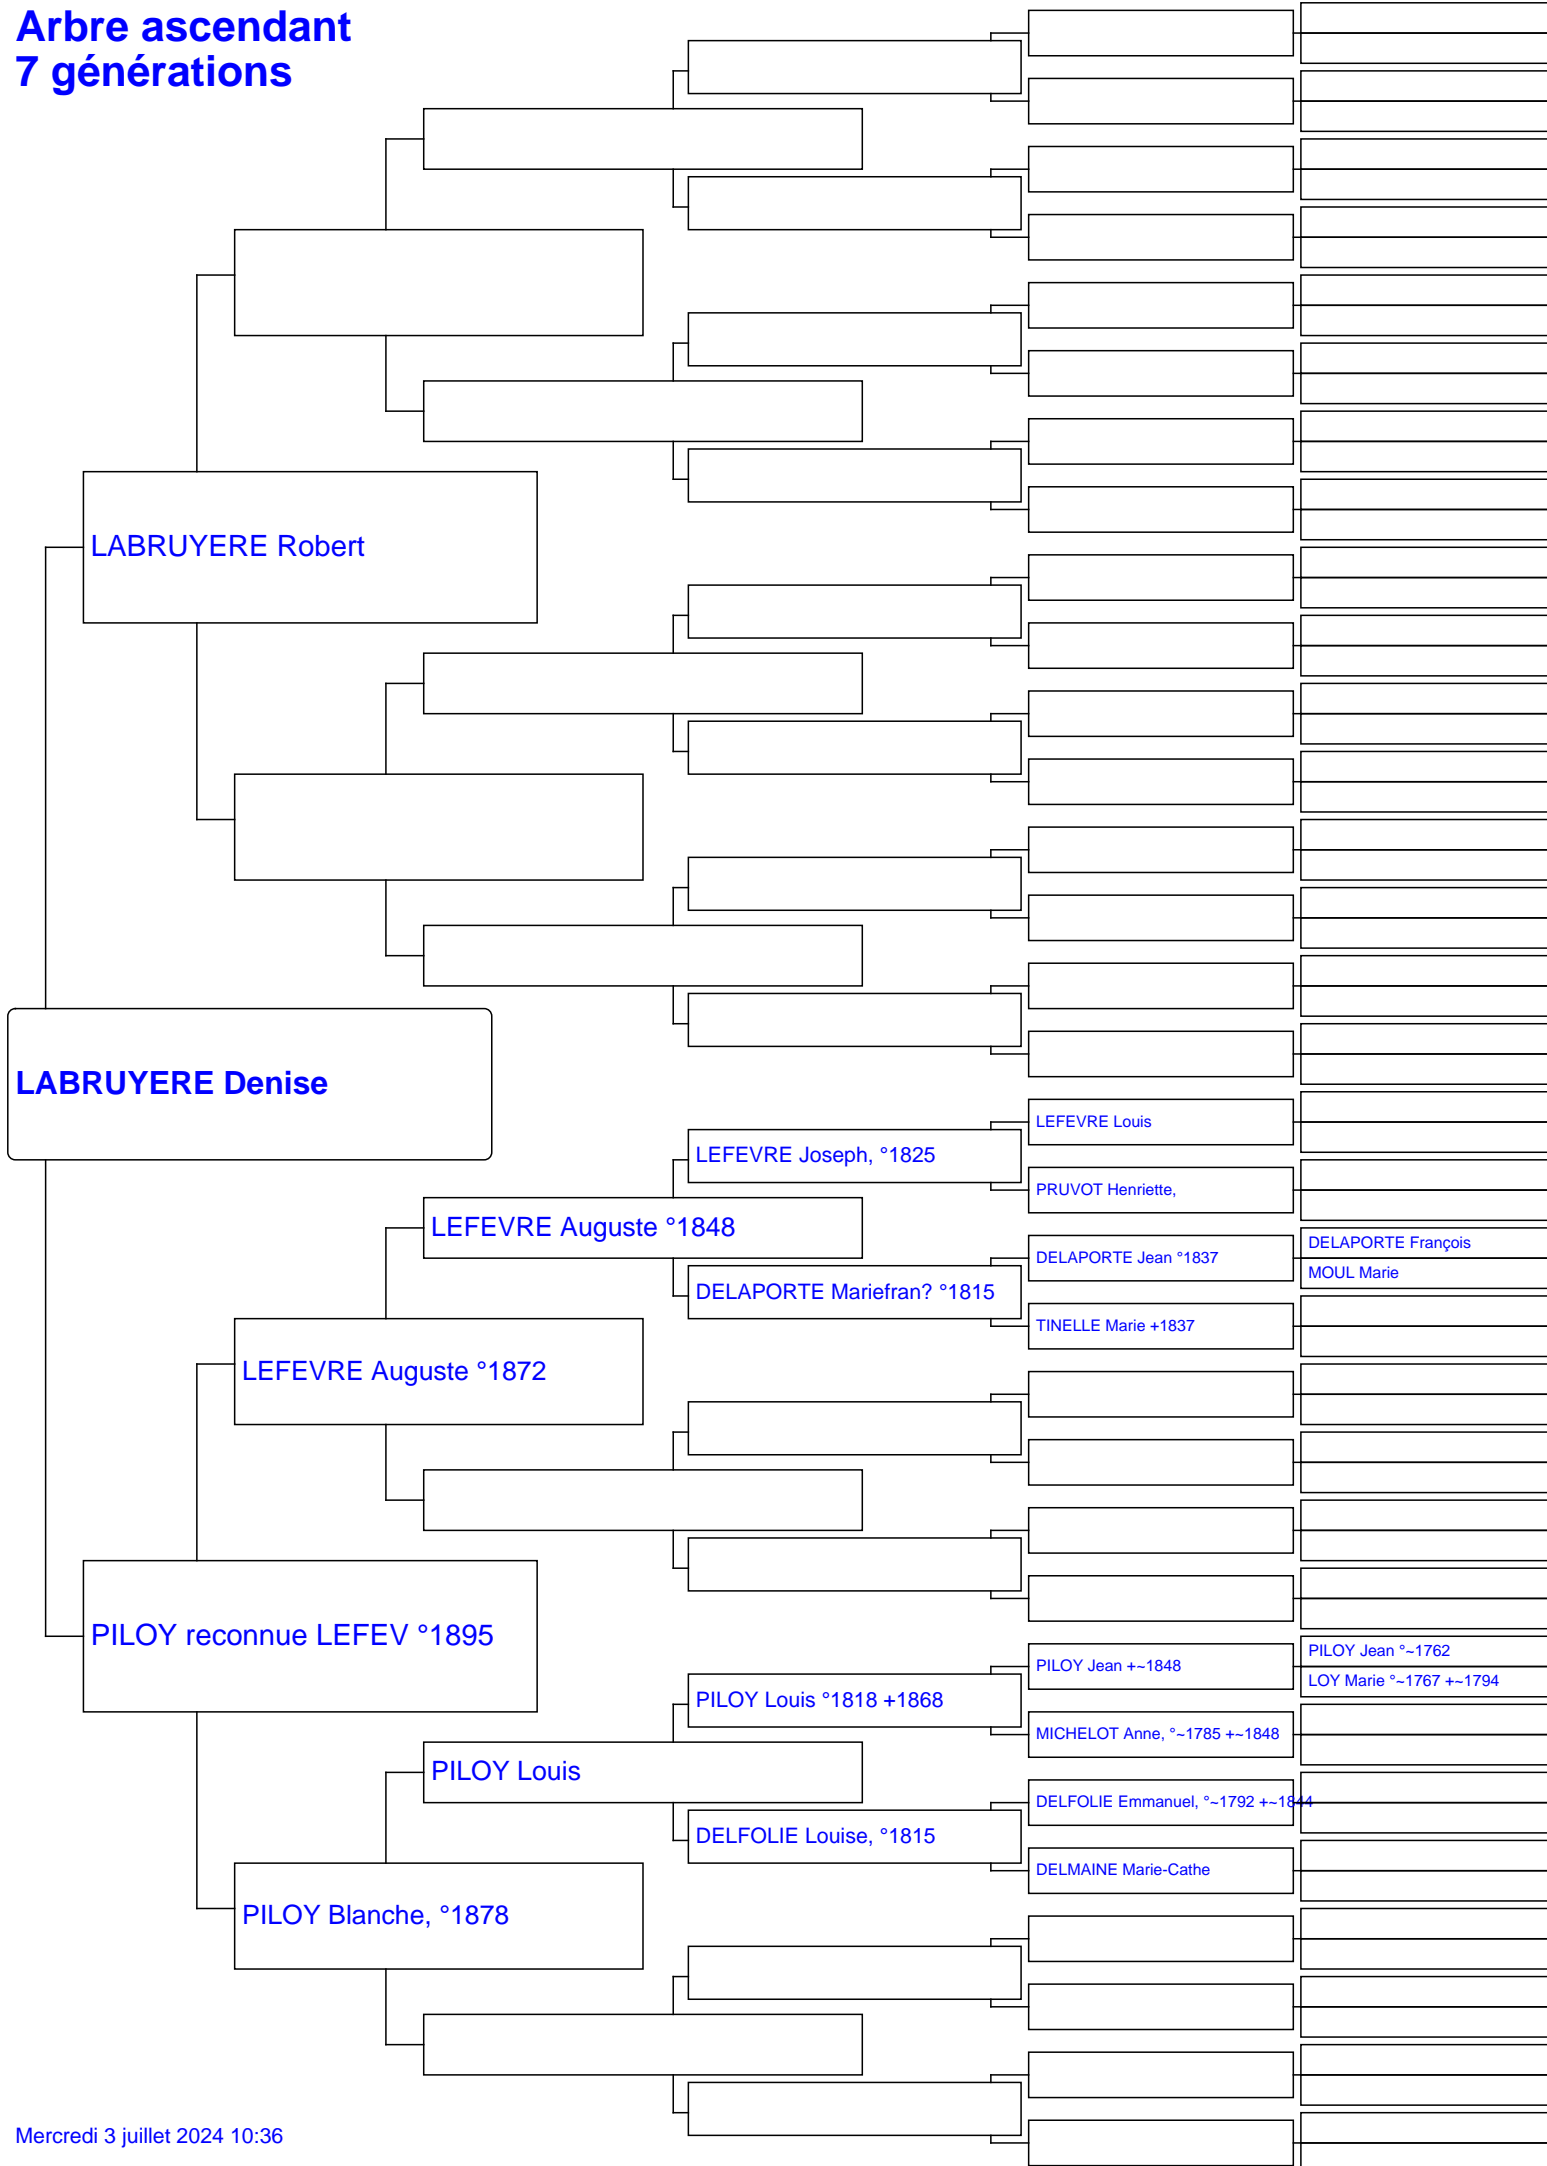 Arbre ascendant
7 générations
LABRUYERE Robert
LABRUYERE Denise
LEFEVRE Louis
LEFEVRE Joseph, °1825
PRUVOT Henriette,
LEFEVRE Auguste °1848
DELAPORTE François
DELAPORTE Jean °1837
MOUL Marie
DELAPORTE Mariefran? °1815
TINELLE Marie +1837
LEFEVRE Auguste °1872
PILOY reconnue LEFEV °1895
PILOY Jean °~1762
PILOY Jean +~1848
LOY Marie °~1767 +~1794
PILOY Louis °1818 +1868
MICHELOT Anne, °~1785 +~1848
PILOY Louis
DELFOLIE Emmanuel, °~1792 +~1844
DELFOLIE Louise, °1815
DELMAINE Marie-Cathe
PILOY Blanche, °1878
Mercredi 3 juillet 2024 10:36